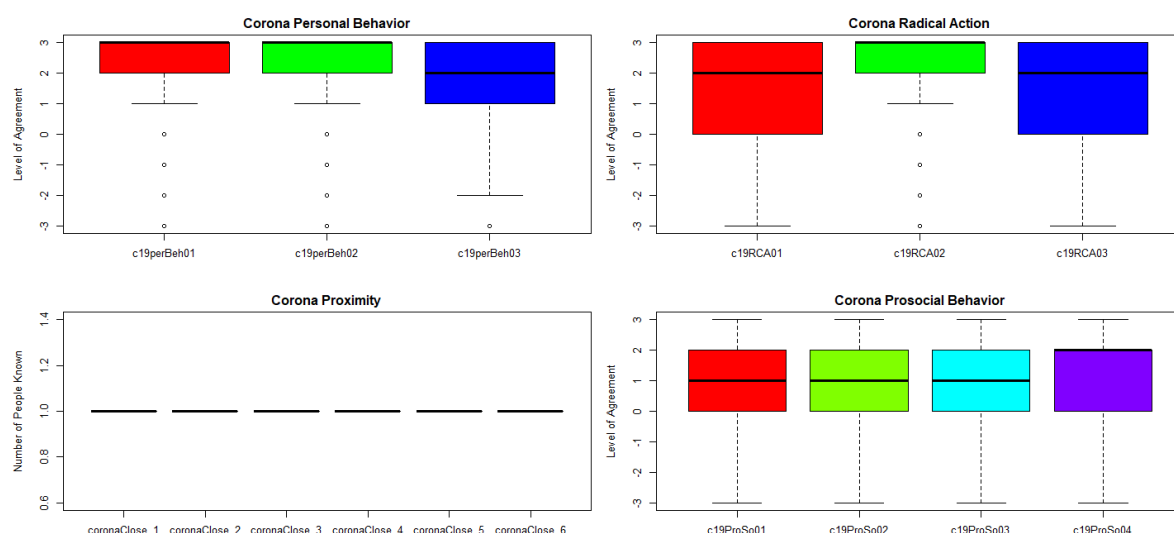 Corona Personal Behavior
Level of Agreement
3
2
1
0
-1
-2
-3
c19perBeh01 c19perBeh02 c19perBeh03
Corona Radical Action
Level of Agreement
3
2
1
0
-1
-2
-3
c19RCA01 c19RCA02 c19RCA03
Corona Proximity
Number of People Known
1.4
1.2
1.0
0.8
0.6
coronaClose_1 coronaClose_2 coronaClose_3 coronaClose_4 coronaClose_5 coronaClose_6
Corona Prosocial Behavior
Level of Agreement
3
2
1
0
-1
-2
-3
c19ProSo01 c19ProSo02 c19ProSo03 c19ProSo04